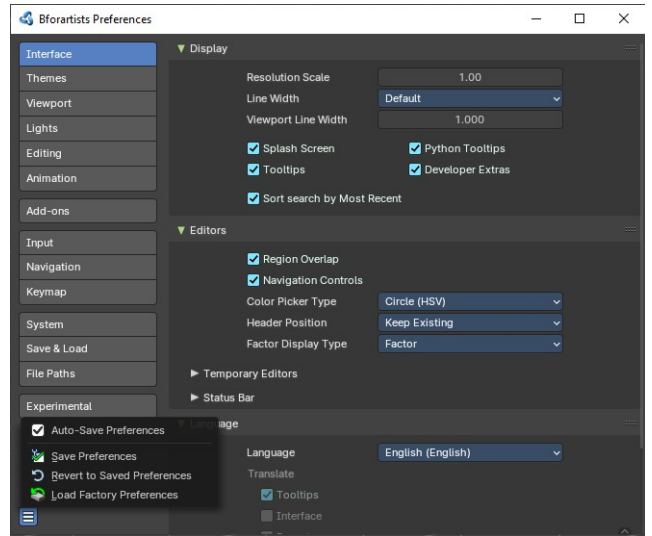 Bforartists Preferences
Interface
Themes
Viewport
Lights
Editing
Animation
Add-ons
Input
Navigation
Keymap
System
Save & Load
File Paths
Experimental
Auto-Save Preferences
Save Preferences
Revert to Saved Preferences
Load Factory Preferences
Display
Resolution Scale 1.00
Line Width Default
Viewport Line Width 1.000
Splash Screen Python Tooltips
Tooltips Developer Extras
Sort search by Most Recent
Editors
Region Overlap
Navigation Controls
Color Picker Type Circle (HSV)
Header Position Keep Existing
Factor Display Type Factor
Temporary Editors
Status Bar
Language
Language English (English)
Translate
Tooltips
Interface